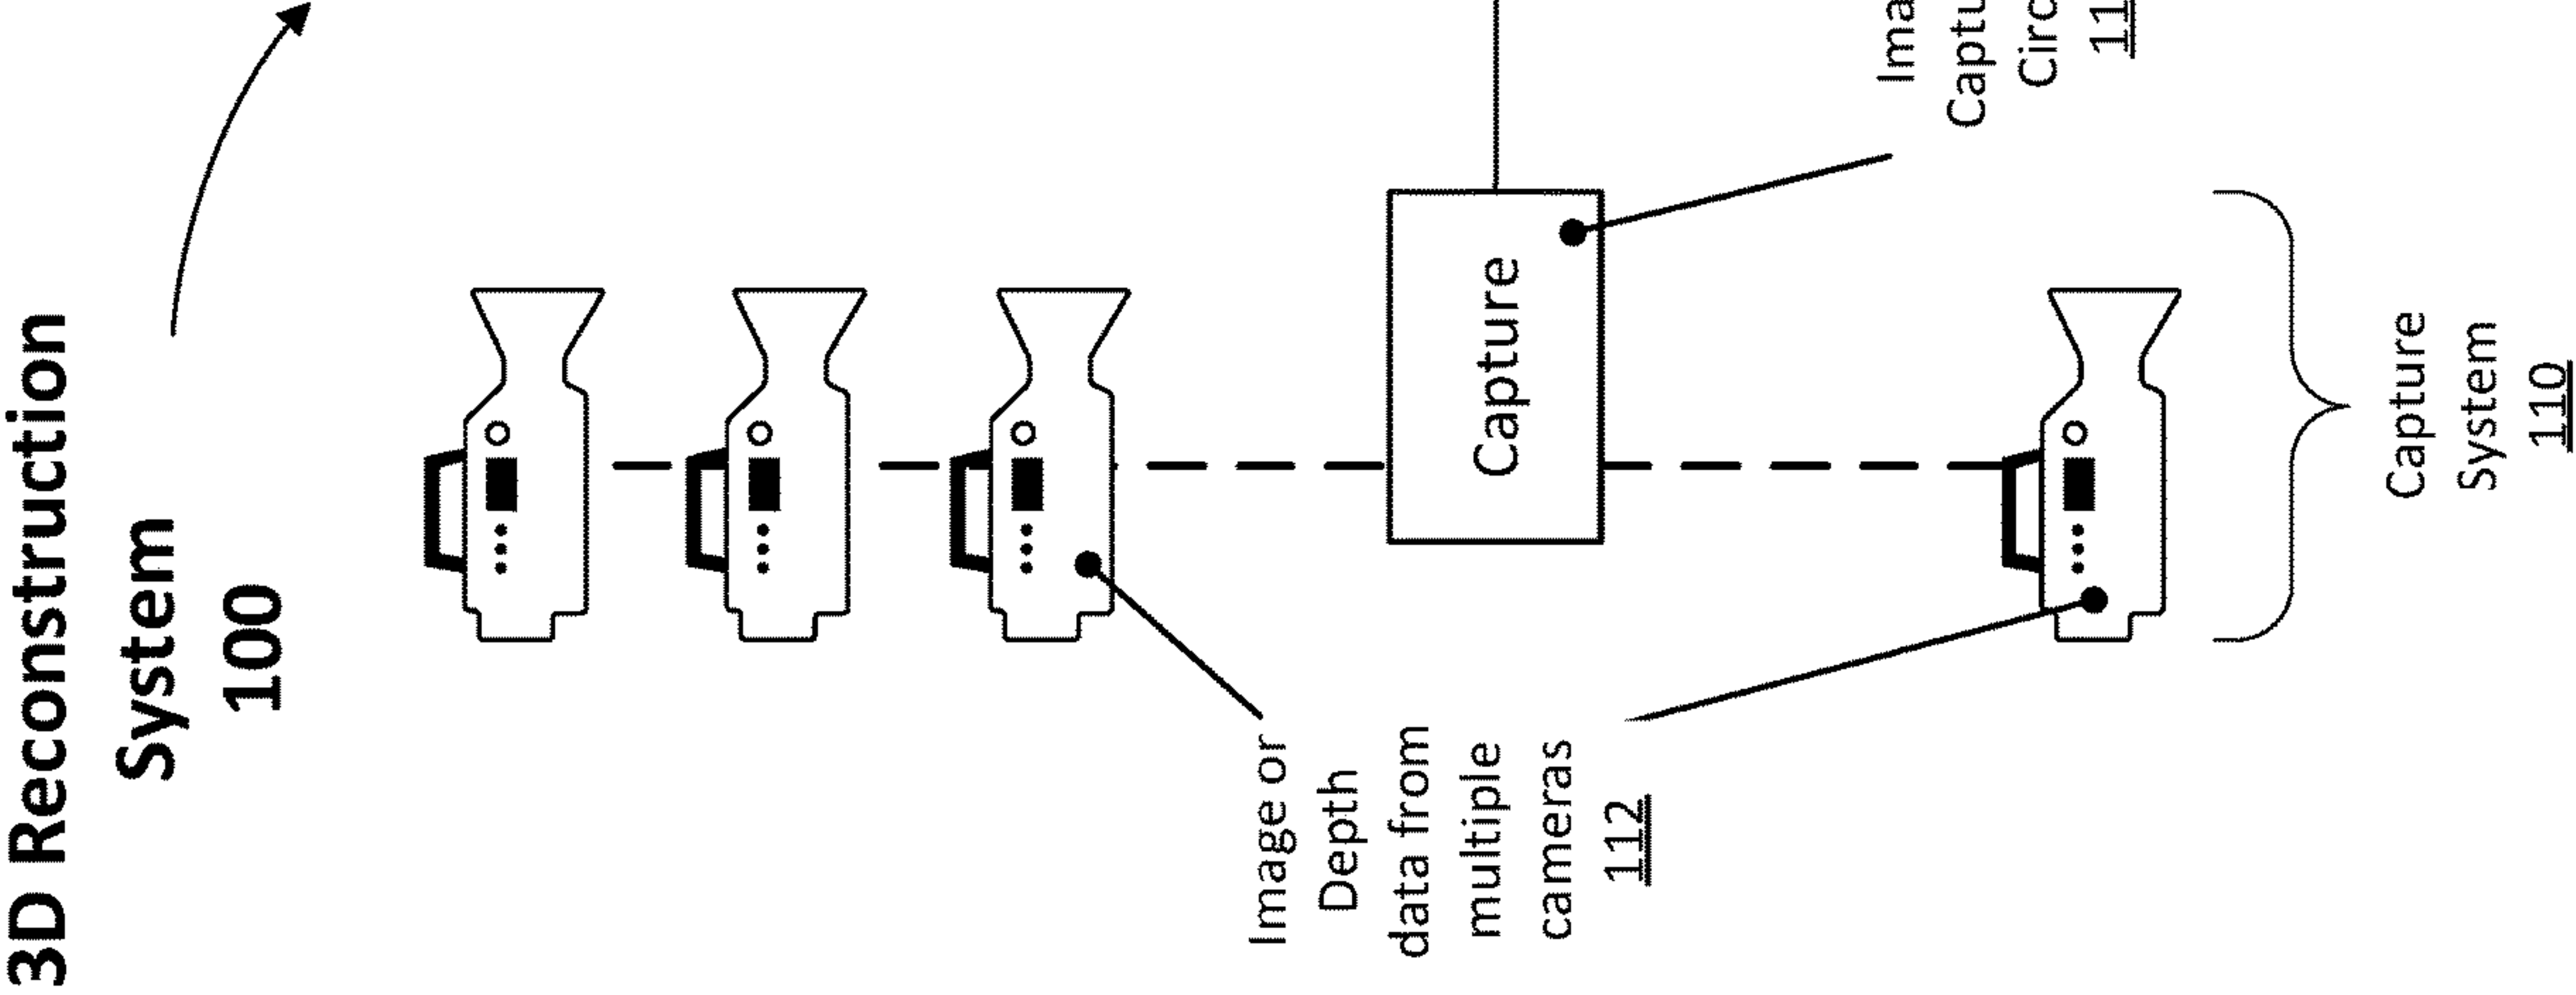 3D Reconstruction
System
100
Image or
Depth
data from
multiple
cameras
112
Capture
Capture
System
110